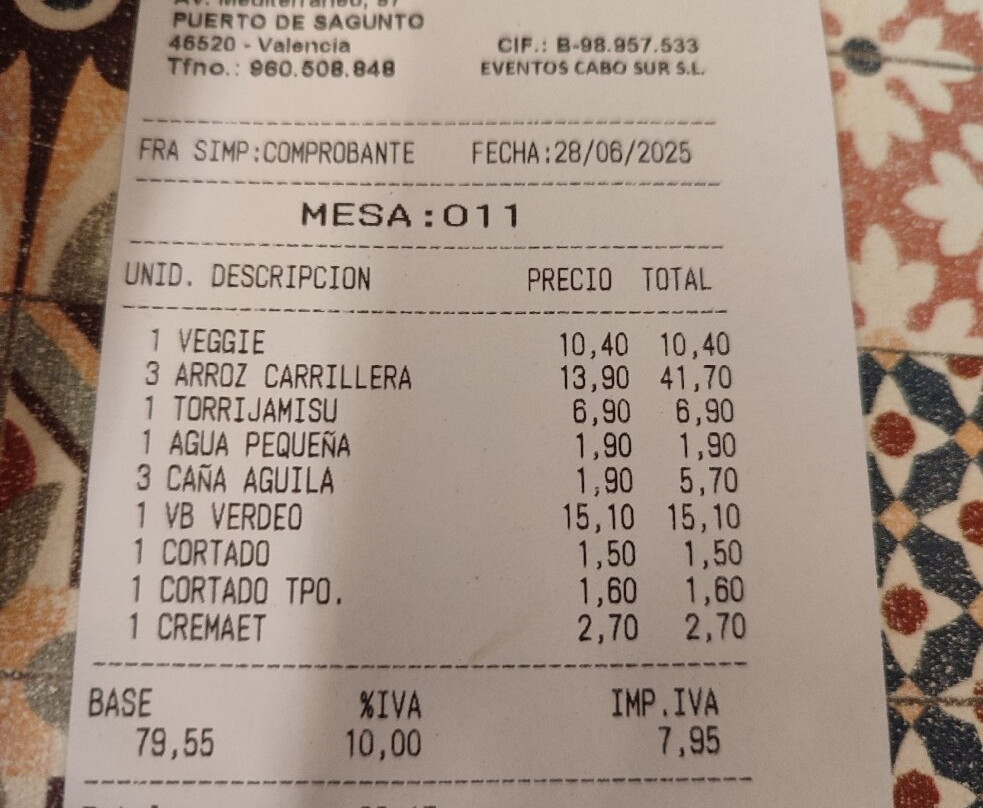 PUERTO DE SAGUNTO
46520 - Valencia CIF.: B-98.957.533
Tfno.: 960.508.848 EVENTOS CABO SUR S.L.
FRA SIMP:COMPROBANTE FECHA:28/06/2025
MESA:011
UNID. DESCRIPCION PRECIO TOTAL
1 VEGGIE 10,40 10,40
3 ARROZ CARRILLERA 13,90 41,70
1 TORRIJAMISU 6,90 6,90
1 AGUA PEQUEÑA 1,90 1,90
3 CAÑA AGUILA 1,90 5,70
1 VB VERDEO 15,10 15,10
1 CORTADO 1,50 1,50
1 CORTADO TPO. 1,60 1,60
1 CREMAET 2,70 2,70
BASE %IVA IMP.IVA
79,55 10,00 7,95